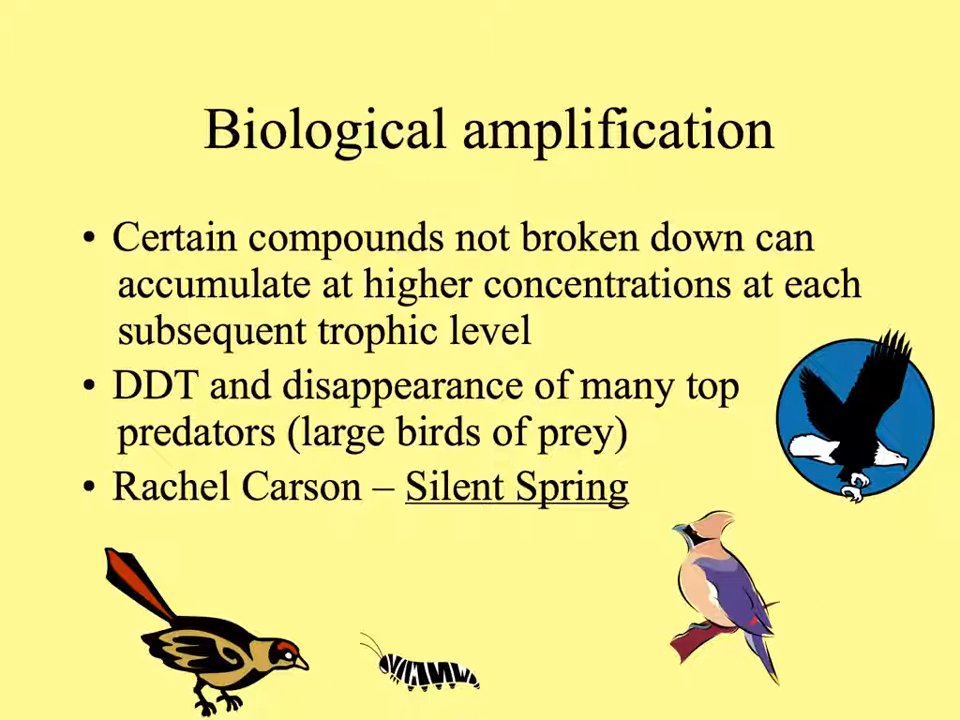 Biological amplification
• Certain compounds not broken down can
accumulate at higher concentrations at each
subsequent trophic level
• DDT and disappearance of many top
predators (large birds of prey)
• Rachel Carson – Silent Spring